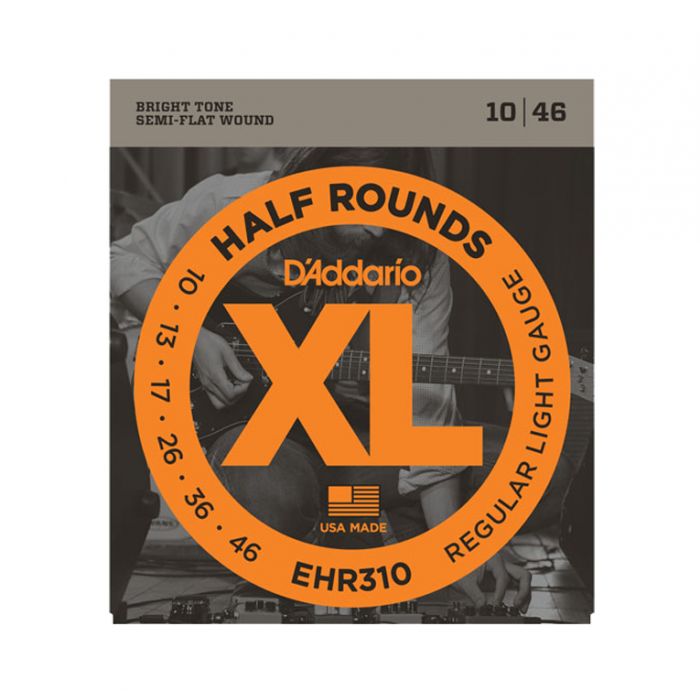 BRIGHT TONE
SEMI-FLAT WOUND
10 | 46
HALF ROUNDS
D'Addario
XL
10 · 13 · 17 · 26 · 36 · 46
REGULAR LIGHT GAUGE
USA MADE
EHR310